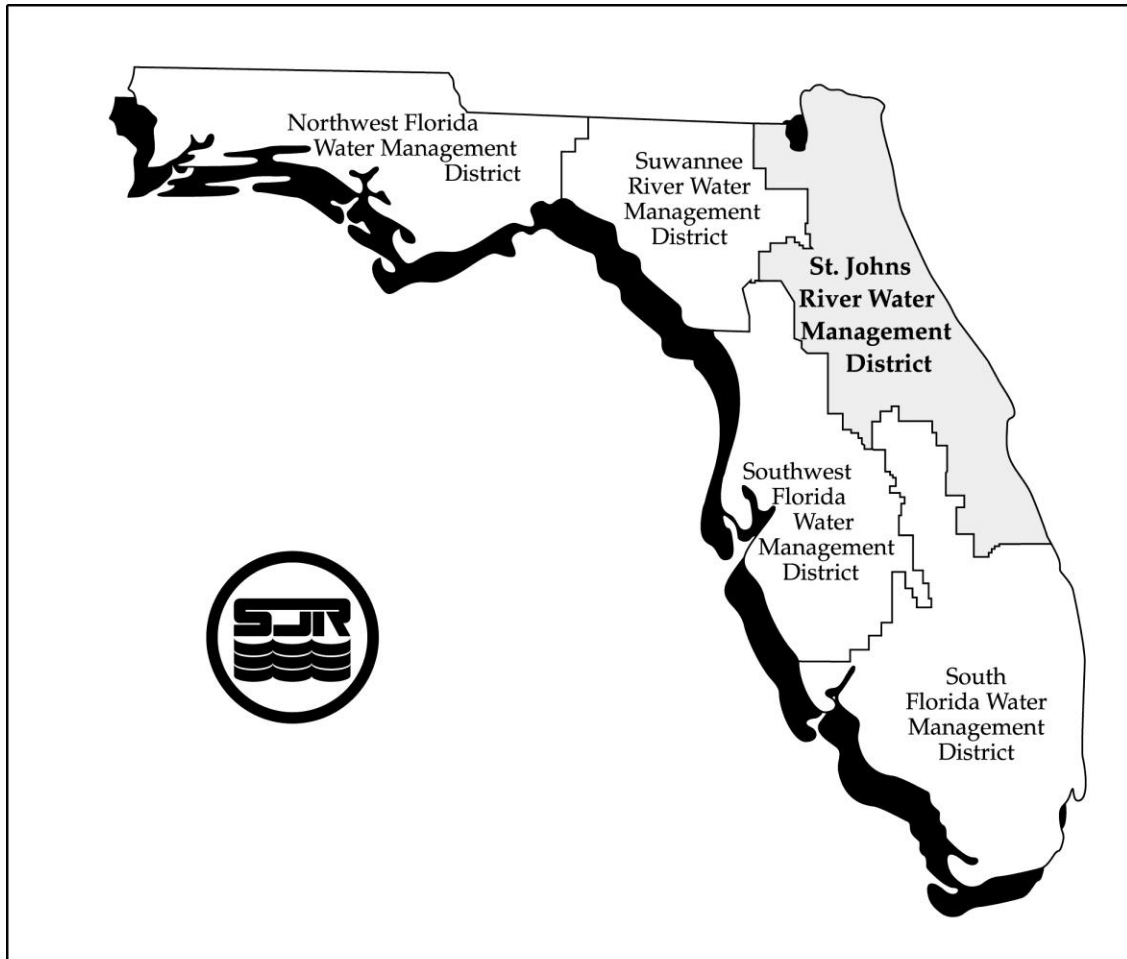 Northwest Florida
Water Management
District
Suwannee
River Water
Management
District
St. Johns
River Water
Management
District
Southwest
Florida
Water
Management
District
SJR
South
Florida Water
Management
District